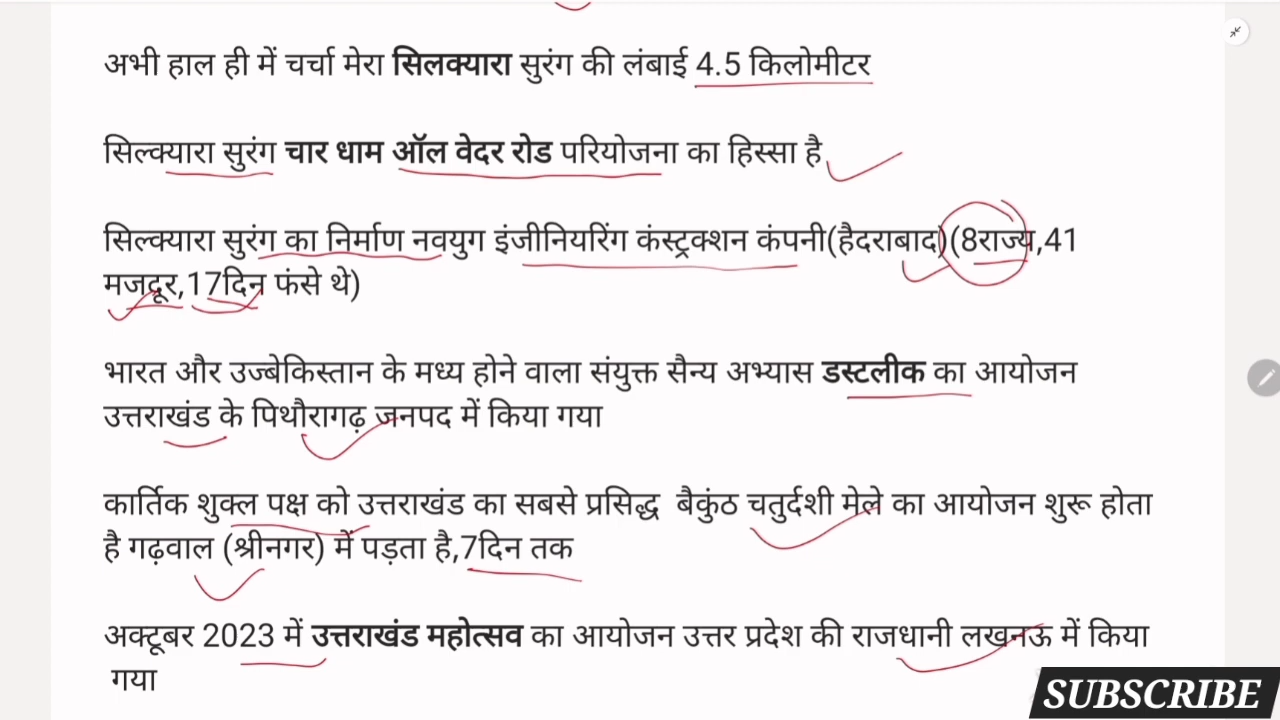 अभी हाल ही में चर्चा मेरा सिलक्यारा सुरंग की लंबाई 4.5 किलोमीटर
सिल्क्यारा सुरंग चार धाम ऑल वेदर रोड परियोजना का हिस्सा है
सिल्क्यारा सुरंग का निर्माण नवयुग इंजीनियरिंग कंस्ट्रक्शन कंपनी(हैदराबाद)(8राज्य,41
मजदूर,17दिन फंसे थे)
भारत और उज्बेकिस्तान के मध्य होने वाला संयुक्त सैन्य अभ्यास डस्टलीक का आयोजन
उत्तराखंड के पिथौरागढ़ जनपद में किया गया
कार्तिक शुक्ल पक्ष को उत्तराखंड का सबसे प्रसिद्ध बैकुंठ चतुर्दशी मेले का आयोजन शुरू होता
है गढ़वाल (श्रीनगर) में पड़ता है,7दिन तक
अक्टूबर 2023 में उत्तराखंड महोत्सव का आयोजन उत्तर प्रदेश की राजधानी लखनऊ में किया
गया
SUBSCRIBE